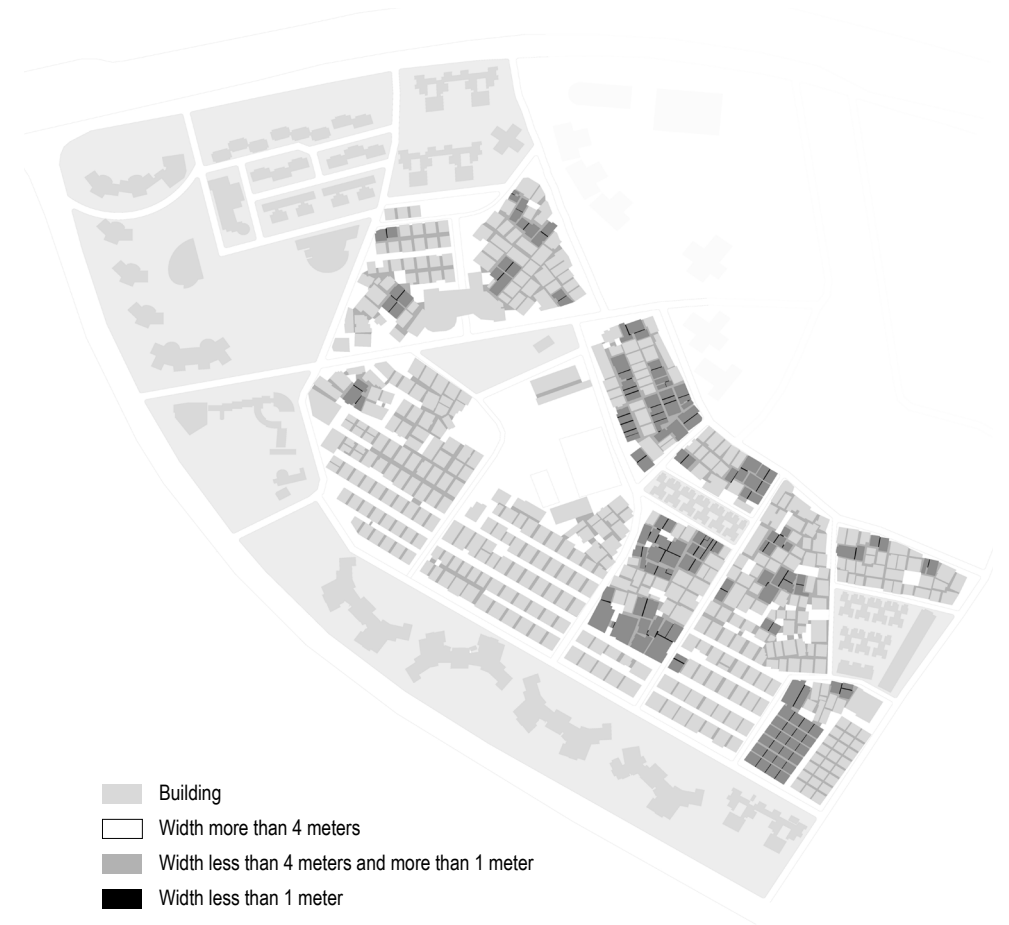 Building
Width more than 4 meters
Width less than 4 meters and more than 1 meter
Width less than 1 meter